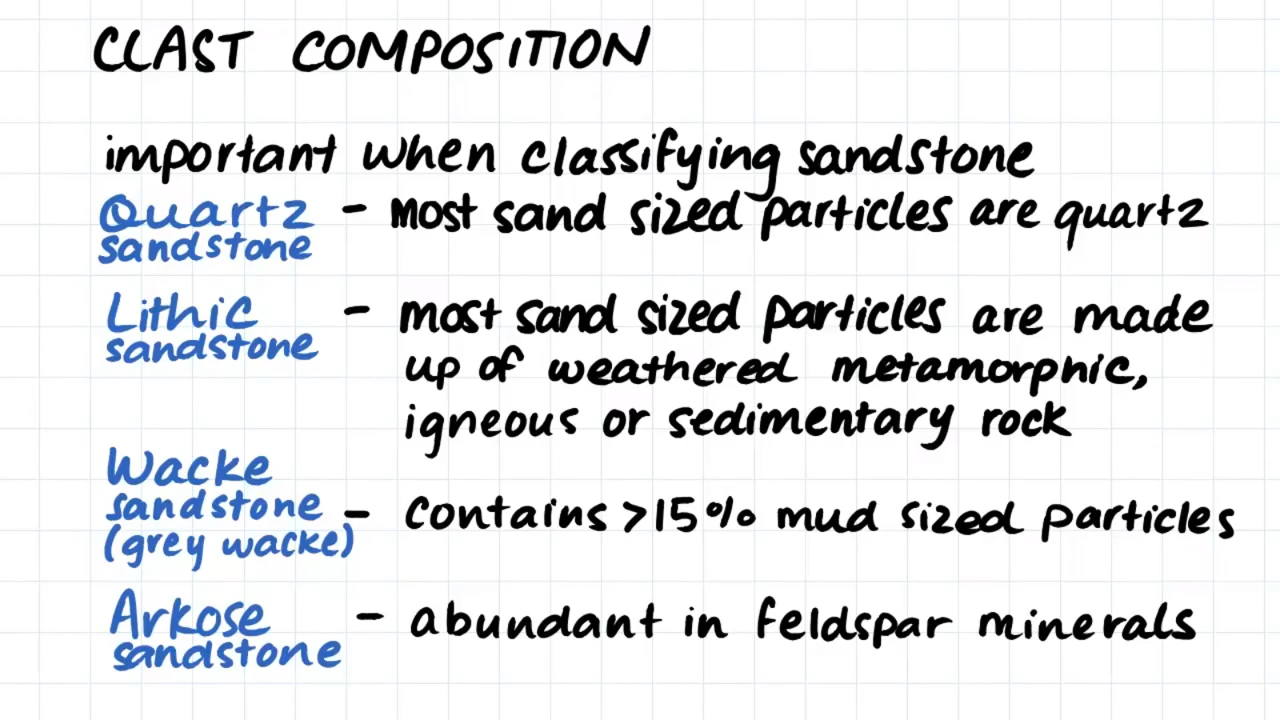 CLAST COMPOSITION
important when classifying sandstone
Quartz sandstone - most sand sized particles are quartz
Lithic sandstone - most sand sized particles are made
up of weathered metamorphic,
igneous or sedimentary rock
Wacke
sandstone
(grey wacke) - contains >15% mud sized particles
Arkose sandstone - abundant in feldspar minerals